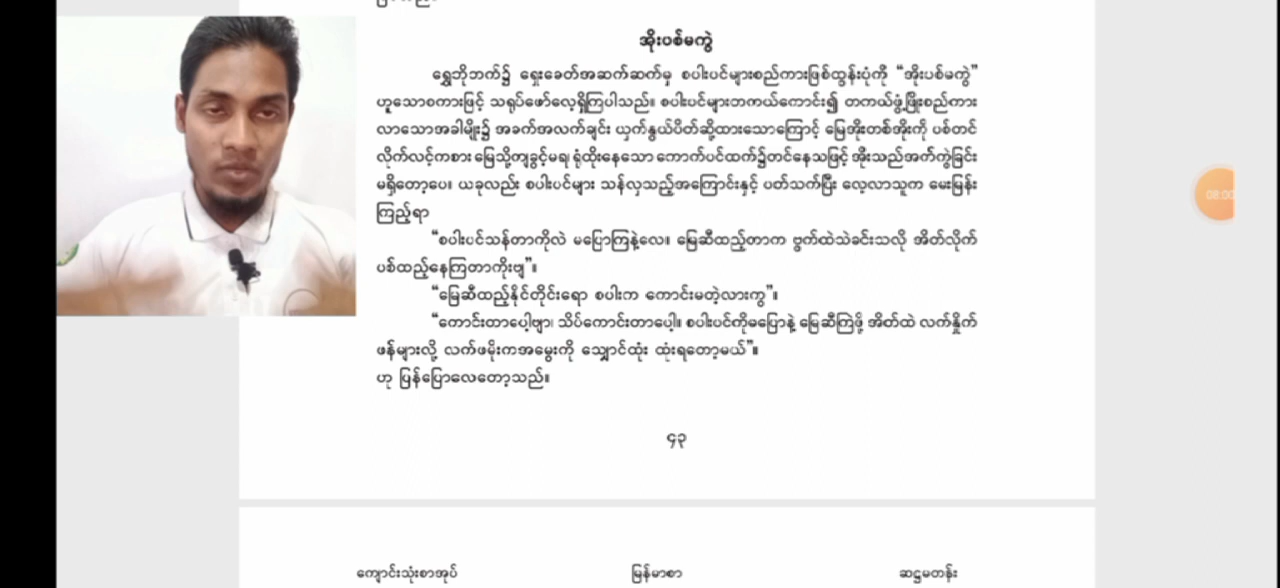 အိုးပစ်မကွဲ
ရွှေဘိုဘက်၌ ရှေးခေတ်အဆက်ဆက်မှ စပါးပင်များစည်ကားဖြစ်ထွန်းပုံကို “အိုးပစ်မကွဲ”
ဟူသောစကားဖြင့် သရုပ်ဖော်လေ့ရှိကြပါသည်။ စပါးပင်များဘကယ်ကောင်း၍ တကယ်ဖွံ့ဖြိုးစည်ကား
လာသောအခါမျိုး၌ အခက်အလက်ချင်း ယှက်နွှယ်ပိတ်ဆို့ထားသောကြောင့် မြေအိုးတစ်အိုးကို ပစ်တင်
လိုက်လင့်ကစား မြေသို့ကျခွင့်မရ၊ ရုံထိုးနေသော ကောက်ပင်ထက်၌တင်နေသဖြင့် အိုးသည်အက်ကွဲခြင်း
မရှိတော့ပေ။ ယခုလည်း စပါးပင်များ သန်လှသည့်အကြောင်းနှင့် ပတ်သက်ပြီး လေ့လာသူက မေးမြန်း
ကြည့်ရာ
“စပါးပင်သန်တာကိုလဲ မပြောကြနဲ့လေ။ မြေဆီထည့်တာက ဗွက်ထဲသဲခင်းသလို အိတ်လိုက်
ပစ်ထည့်နေကြတာကိုးဗျ”။
“မြေဆီထည့်နိုင်တိုင်းရော စပါးက ကောင်းမတဲ့လားကွ”။
“ကောင်းတာပေါ့ဗျာ၊ သိပ်ကောင်းတာပေါ့။ စပါးပင်ကိုမပြောနဲ့ မြေဆီကြဲဖို့ အိတ်ထဲ လက်နှိုက်
ဖန်များလို့ လက်ဖမိုးကအမွေးကို သျှောင်ထုံး ထုံးရတော့မယ်”။
ဟု ပြန်ပြောလေတော့သည်။
၄၃
ကျောင်းသုံးစာအုပ် မြန်မာစာ ဆဋ္ဌမတန်း
08:00